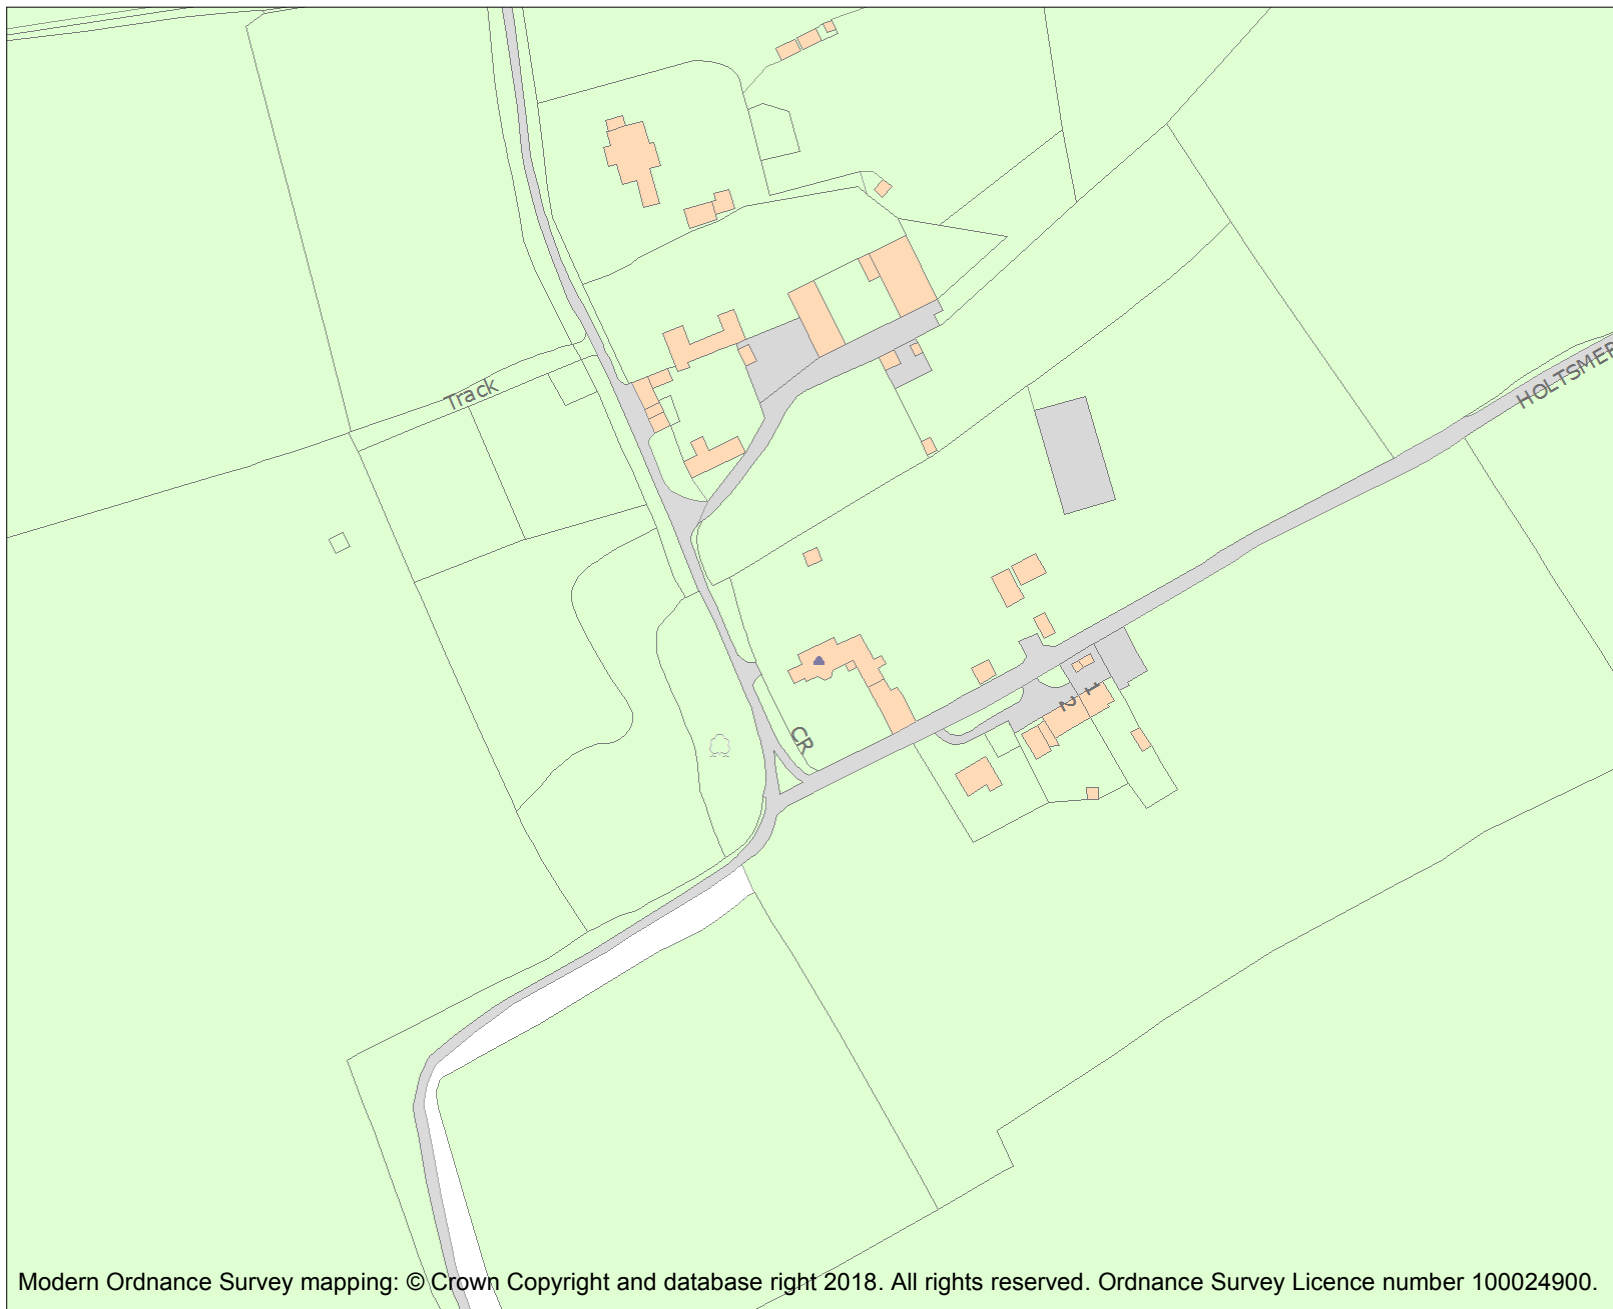 HOLTSMER
Track
1
2
CR
Modern Ordnance Survey mapping: © Crown Copyright and database right 2018. All rights reserved. Ordnance Survey Licence number 100024900.